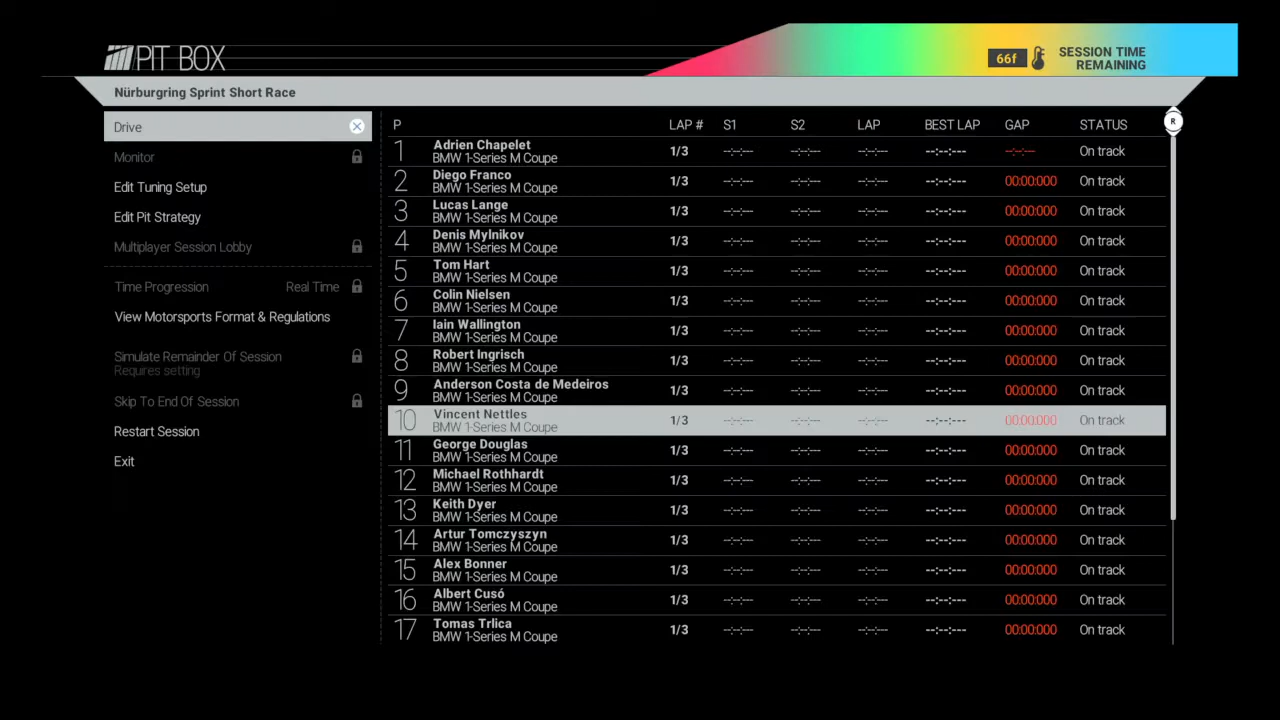 PIT BOX
66f
SESSION TIME
REMAINING
Nürburgring Sprint Short Race
Drive
Monitor
Edit Tuning Setup
Edit Pit Strategy
Multiplayer Session Lobby
Time Progression Real Time
View Motorsports Format & Regulations
Simulate Remainder Of Session
Requires setting
Skip To End Of Session
Restart Session
Exit
P LAP # S1 S2 LAP BEST LAP GAP STATUS
R
1 Adrien Chapelet
BMW 1-Series M Coupe 1/3 --:--:--- --:--:--- --:--:--- --:--:--- --:--:--- On track
2 Diego Franco
BMW 1-Series M Coupe 1/3 --:--:--- --:--:--- --:--:--- --:--:--- 00:00:000 On track
3 Lucas Lange
BMW 1-Series M Coupe 1/3 --:--:--- --:--:--- --:--:--- --:--:--- 00:00:000 On track
4 Denis Mylnikov
BMW 1-Series M Coupe 1/3 --:--:--- --:--:--- --:--:--- --:--:--- 00:00:000 On track
5 Tom Hart
BMW 1-Series M Coupe 1/3 --:--:--- --:--:--- --:--:--- --:--:--- 00:00:000 On track
6 Colin Nielsen
BMW 1-Series M Coupe 1/3 --:--:--- --:--:--- --:--:--- --:--:--- 00:00:000 On track
7 Iain Wallington
BMW 1-Series M Coupe 1/3 --:--:--- --:--:--- --:--:--- --:--:--- 00:00:000 On track
8 Robert Ingrisch
BMW 1-Series M Coupe 1/3 --:--:--- --:--:--- --:--:--- --:--:--- 00:00:000 On track
9 Anderson Costa de Medeiros
BMW 1-Series M Coupe 1/3 --:--:--- --:--:--- --:--:--- --:--:--- 00:00:000 On track
10 Vincent Nettles
BMW 1-Series M Coupe 1/3 --:--:--- --:--:--- --:--:--- --:--:--- 00:00:000 On track
11 George Douglas
BMW 1-Series M Coupe 1/3 --:--:--- --:--:--- --:--:--- --:--:--- 00:00:000 On track
12 Michael Rothhardt
BMW 1-Series M Coupe 1/3 --:--:--- --:--:--- --:--:--- --:--:--- 00:00:000 On track
13 Keith Dyer
BMW 1-Series M Coupe 1/3 --:--:--- --:--:--- --:--:--- --:--:--- 00:00:000 On track
14 Artur Tomczyszyn
BMW 1-Series M Coupe 1/3 --:--:--- --:--:--- --:--:--- --:--:--- 00:00:000 On track
15 Alex Bonner
BMW 1-Series M Coupe 1/3 --:--:--- --:--:--- --:--:--- --:--:--- 00:00:000 On track
16 Albert Cusó
BMW 1-Series M Coupe 1/3 --:--:--- --:--:--- --:--:--- --:--:--- 00:00:000 On track
17 Tomas Trlica
BMW 1-Series M Coupe 1/3 --:--:--- --:--:--- --:--:--- --:--:--- 00:00:000 On track